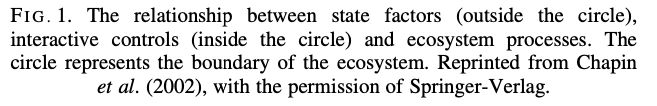 FIG. 1. The relationship between state factors (outside the circle),
interactive controls (inside the circle) and ecosystem processes. The
circle represents the boundary of the ecosystem. Reprinted from Chapin
et al. (2002), with the permission of Springer-Verlag.